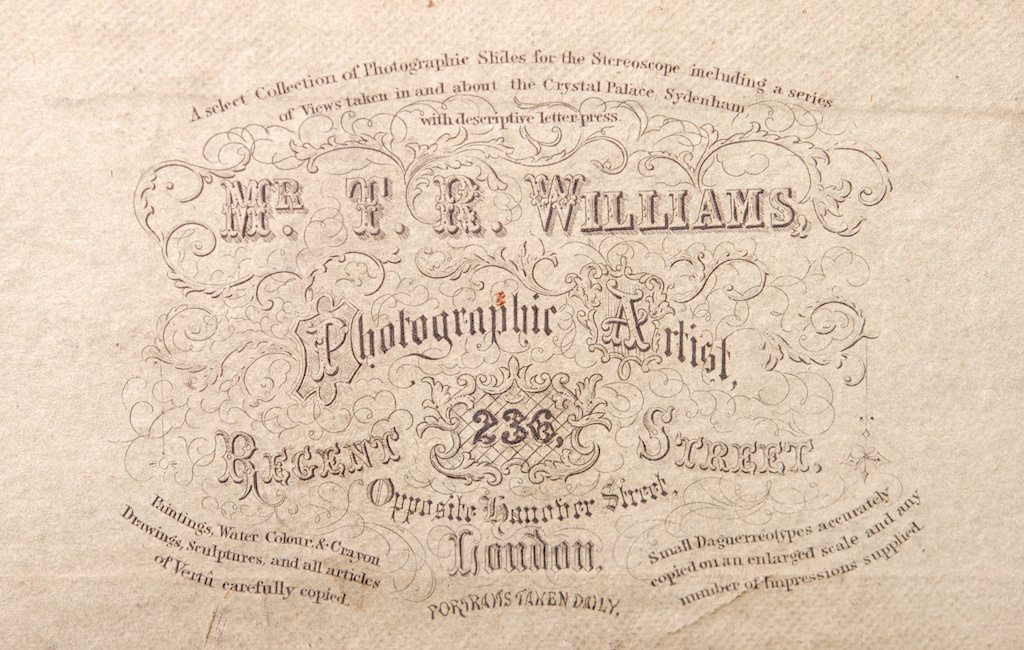 A select Collection of Photographic Slides for the Stereoscope including a series
of Views taken in and about the Crystal Palace, Sydenham
with descriptive letter-press.
MR. T. R. WILLIAMS,
Photographic Artist,
236,
REGENT STREET.
Opposite Hanover Street,
London.
Paintings, Water Colour, & Crayon
Drawings, Sculptures, and all articles
of Vertû carefully copied.
Small Daguerréotypes accurately
copied on an enlarged scale and any
number of Impressions supplied.
PORTRAITS TAKEN DAILY.